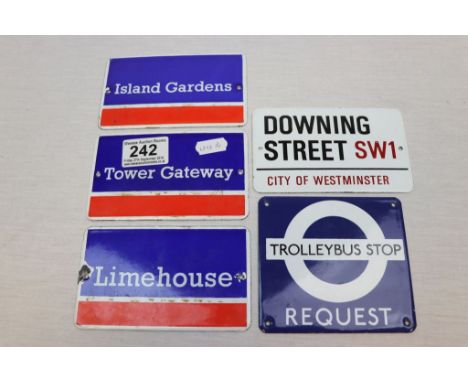 Island Gardens
242
Tower Gateway
Limehouse
DOWNING
STREET SW1
CITY OF WESTMINSTER
TROLLEYBUS STOP
REQUEST